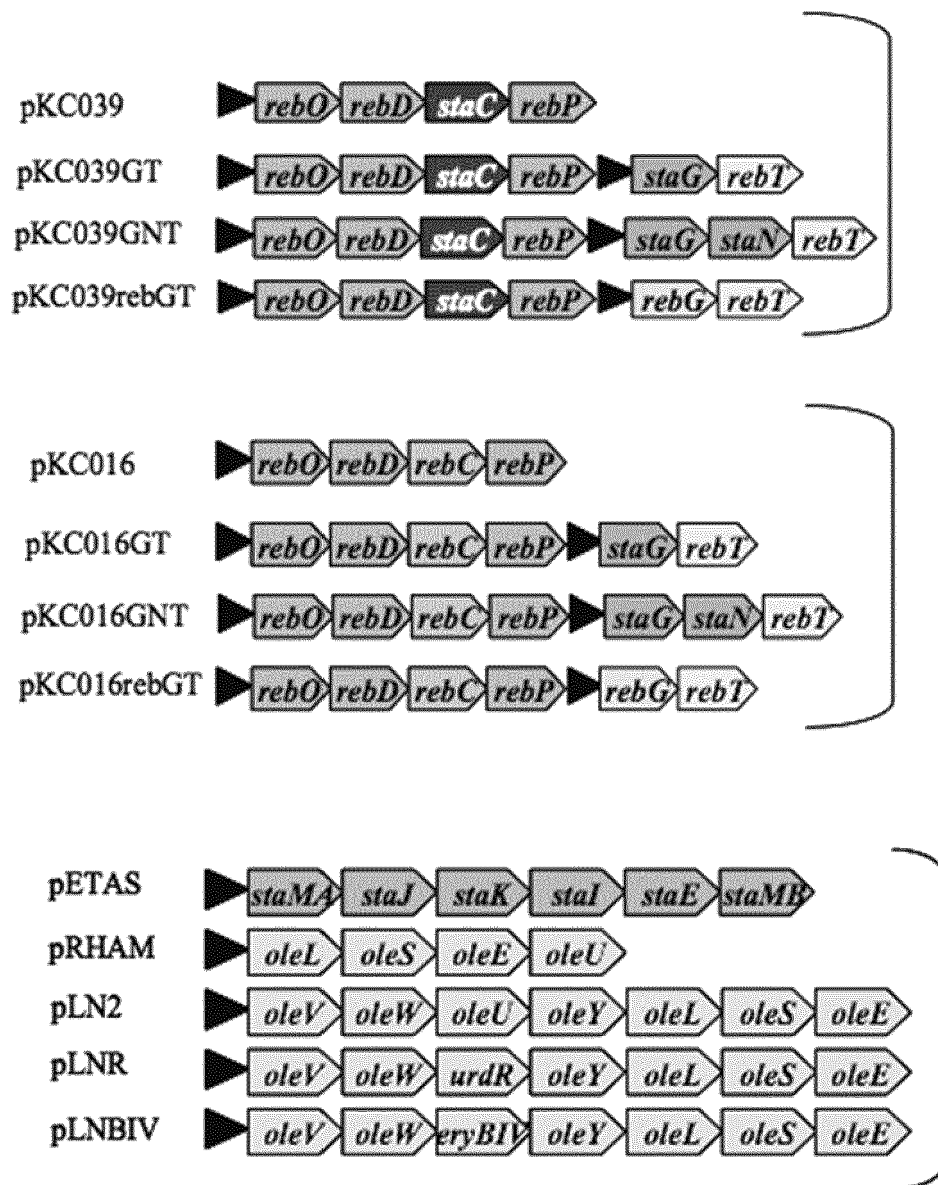 pKC039 rebO rebD staC rebP
pKC039GT rebO rebD staC rebP staG rebT
pKC039GNT rebO rebD staC rebP staG staN rebT
pKC039rebGT rebO rebD staC rebP rebG rebT
pKC016 rebO rebD rebC rebP
pKC016GT rebO rebD rebC rebP staG rebT
pKC016GNT rebO rebD rebC rebP staG staN rebT
pKC016rebGT rebO rebD rebC rebP rebG rebT
pETAS staMA staJ staK staI staE staMB
pRHAM oleL oleS oleE oleU
pLN2 oleV oleW oleU oleY oleL oleS oleE
pLNR oleV oleW urdR oleY oleL oleS oleE
pLNBIV oleV oleW eryBIV oleY oleL oleS oleE